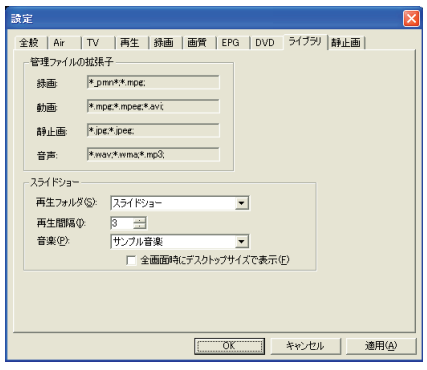 設定
全般 Air TV 再生 録画 画質 EPG DVD ライブラリ 静止画
管理ファイルの拡張子
録画: *_pmn*;*.mpg;
動画: *.mpg;*.mpeg;*.avi;
静止画: *.jpg;*.jpeg;
音声: *.wav;*.wma;*.mp3;
スライドショー
再生フォルダ(S): スライドショー
再生間隔(I): 3
音楽(P): サンプル音楽
全画面時にデスクトップサイズで表示(F)
OK キャンセル 適用(A)